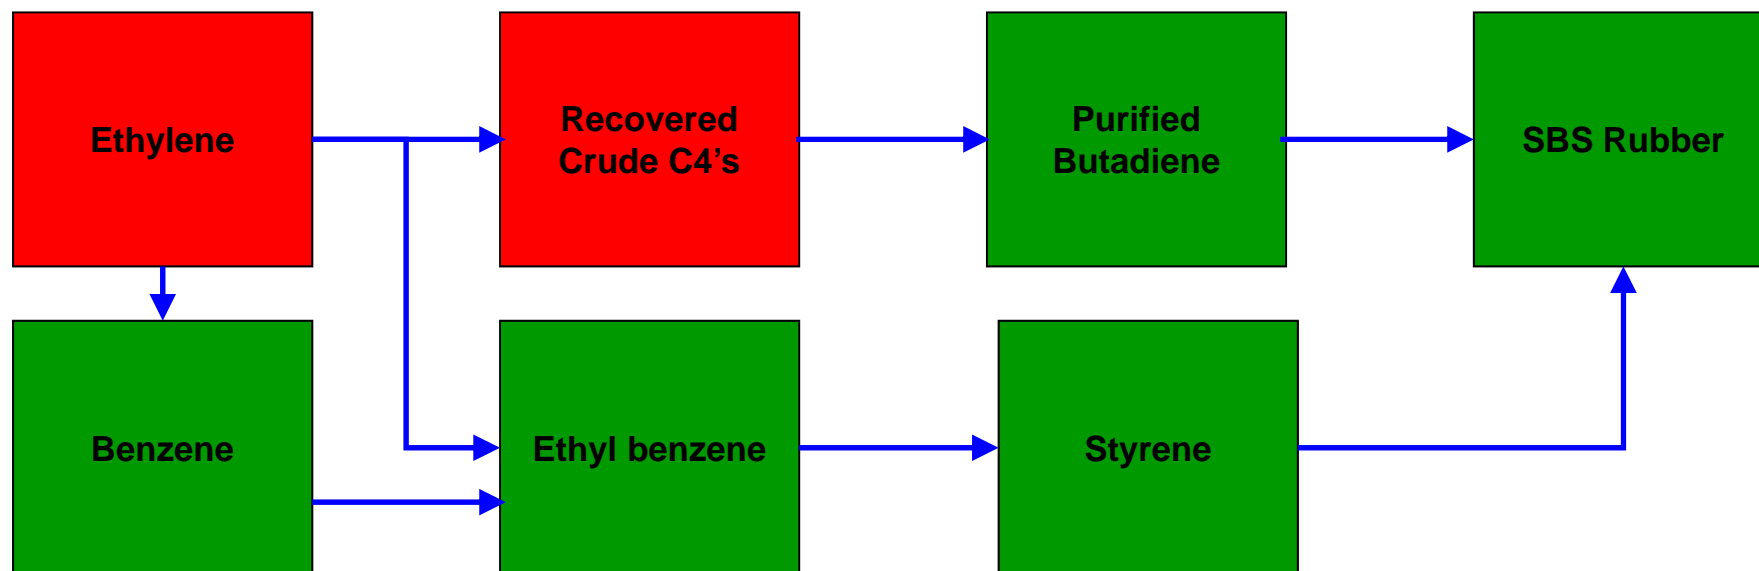 Ethylene
Recovered
Crude C4’s
Purified
Butadiene
SBS Rubber
Benzene
Ethyl benzene
Styrene